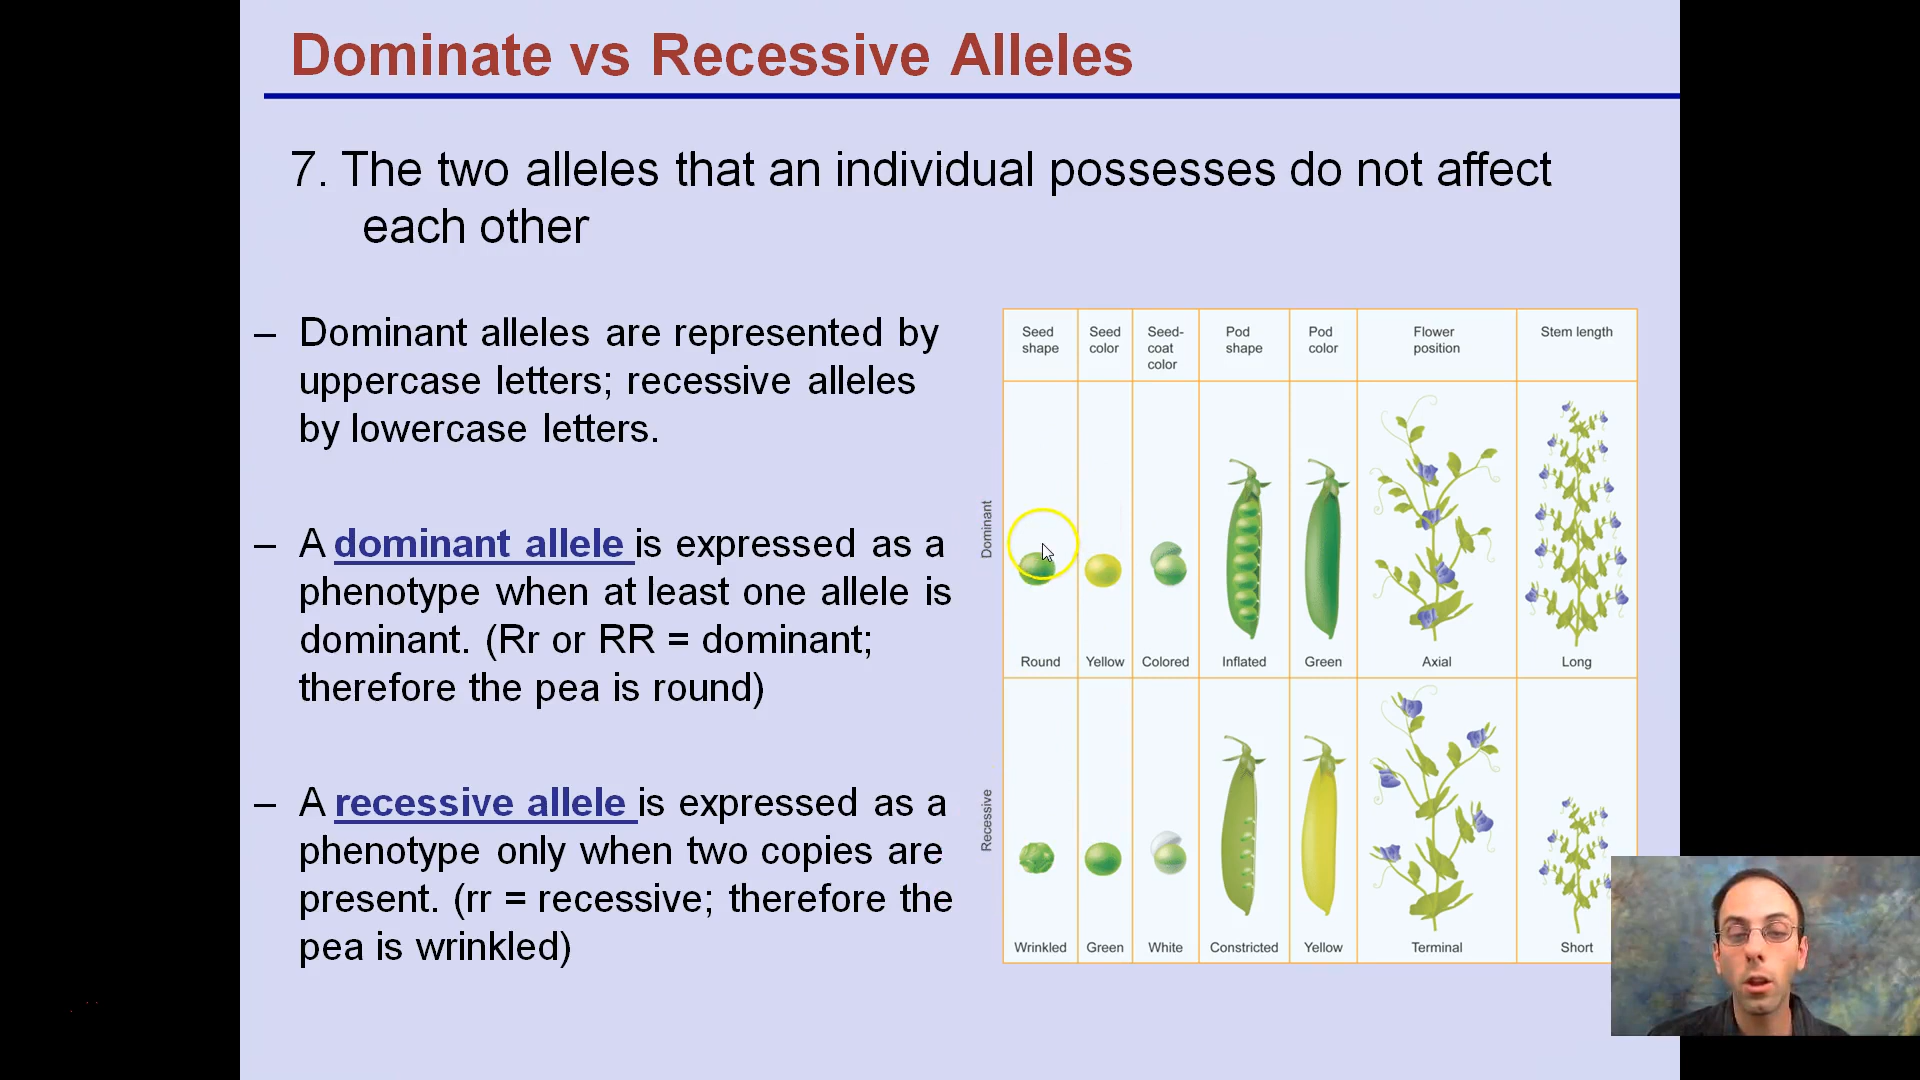 Dominate vs Recessive Alleles
7. The two alleles that an individual possesses do not affect
each other
– Dominant alleles are represented by
uppercase letters; recessive alleles
by lowercase letters.
– A dominant allele is expressed as a
phenotype when at least one allele is
dominant. (Rr or RR = dominant;
therefore the pea is round)
– A recessive allele is expressed as a
phenotype only when two copies are
present. (rr = recessive; therefore the
pea is wrinkled)
Seed shape Seed color Seed-coat color Pod shape Pod color Flower position Stem length
Dominant
Round Yellow Colored Inflated Green Axial Long
Recessive
Wrinkled Green White Constricted Yellow Terminal Short